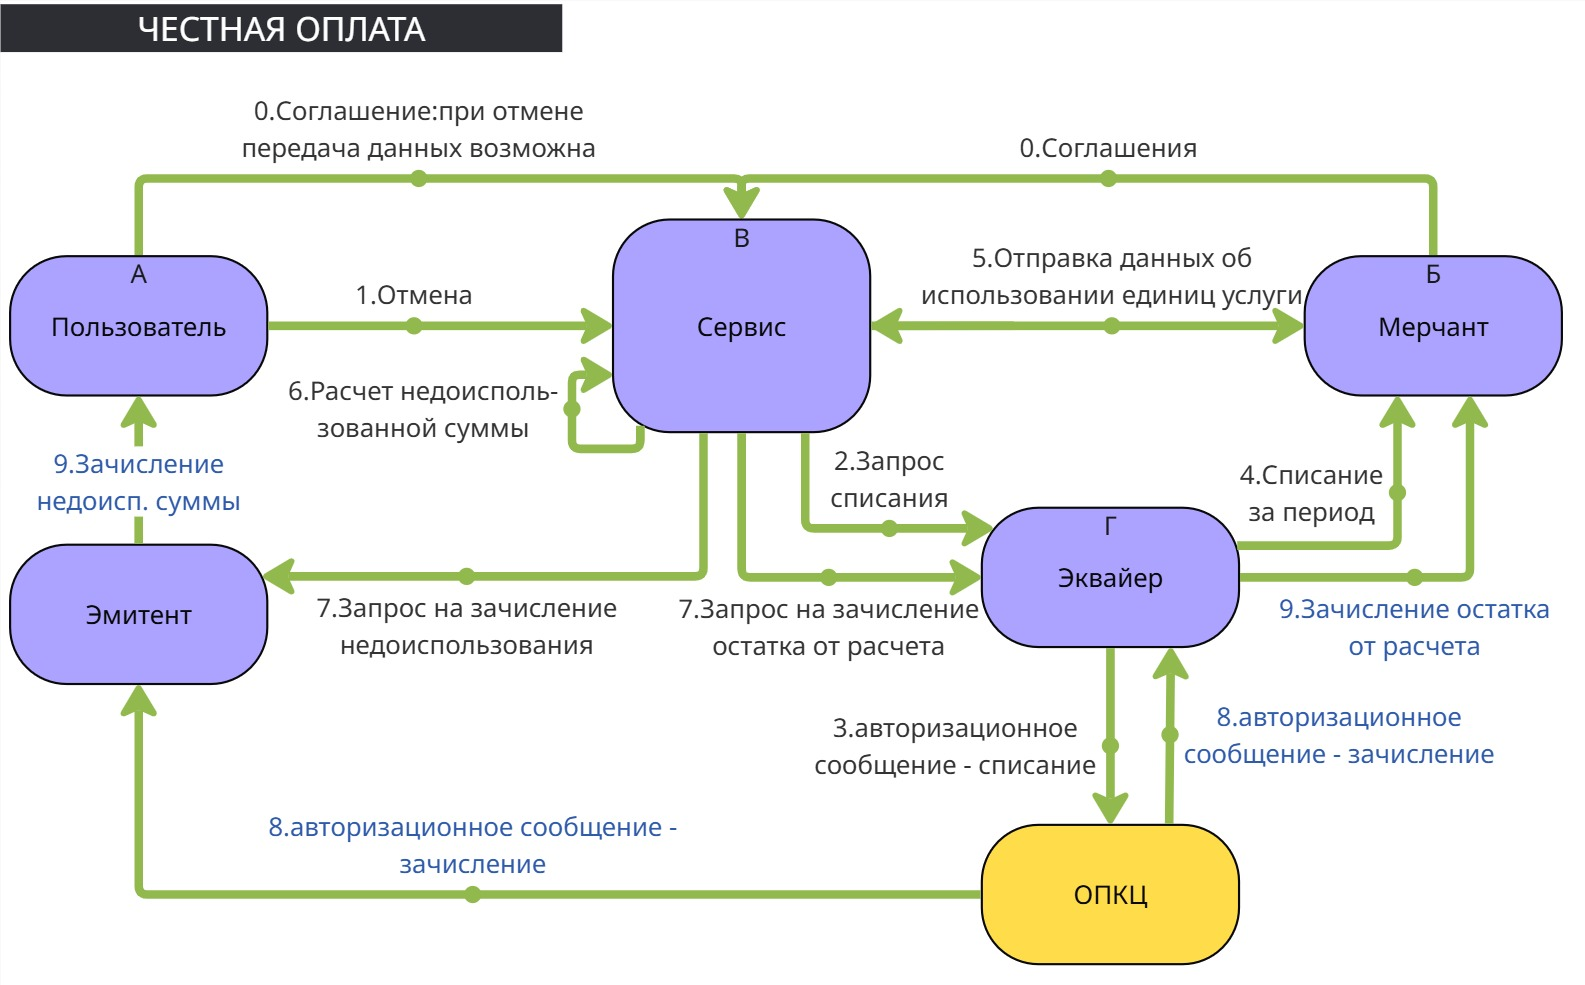 ЧЕСТНАЯ ОПЛАТА
0.Соглашение:при отмене
передача данных возможна
0.Соглашения
А
Пользователь
1.Отмена
В
Сервис
5.Отправка данных об
использовании единиц услуги
Б
Мерчант
6.Расчет недоисполь-
зованной суммы
9.Зачисление
недоисп. суммы
2.Запрос
списания
4.Списание
за период
Г
Эквайер
Эмитент
7.Запрос на зачисление
недоиспользования
7.Запрос на зачисление
остатка от расчета
9.Зачисление остатка
от расчета
3.авторизационное
сообщение - списание
8.авторизационное
сообщение - зачисление
8.авторизационное сообщение -
зачисление
ОПКЦ